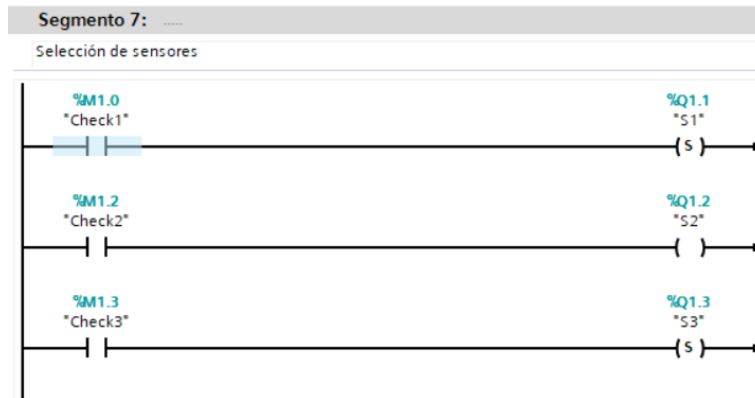 Segmento 7: .....
Selección de sensores
%M1.0 %Q1.1
"Check1" "S1"
S
%M1.2 %Q1.2
"Check2" "S2"
%M1.3 %Q1.3
"Check3" "S3"
S